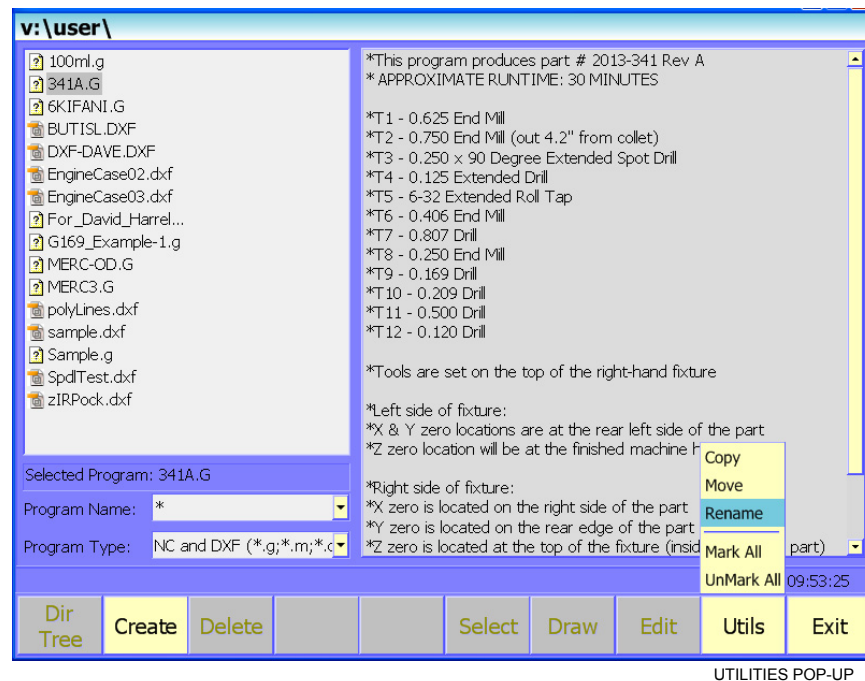 v:\user\
100ml.g
341A.G
6KIFANI.G
BUTISL.DXF
DXF-DAVE.DXF
EngineCase02.dxf
EngineCase03.dxf
For_David_Harrel...
G169_Example-1.g
MERC-OD.G
MERC3.G
polyLines.dxf
sample.dxf
Sample.g
SpdlTest.dxf
zIRPock.dxf
Selected Program: 341A.G
Program Name: *
Program Type: NC and DXF (*.g;*.m;*.
*This program produces part # 2013-341 Rev A
* APPROXIMATE RUNTIME: 30 MINUTES
*T1 - 0.625 End Mill
*T2 - 0.750 End Mill (out 4.2" from collet)
*T3 - 0.250 x 90 Degree Extended Spot Drill
*T4 - 0.125 Extended Drill
*T5 - 6-32 Extended Roll Tap
*T6 - 0.406 End Mill
*T7 - 0.807 Drill
*T8 - 0.250 End Mill
*T9 - 0.169 Drill
*T10 - 0.209 Drill
*T11 - 0.500 Drill
*T12 - 0.120 Drill
*Tools are set on the top of the right-hand fixture
*Left side of fixture:
*X & Y zero locations are at the rear left side of the part
*Z zero location will be at the finished machine
*Right side of fixture:
*X zero is located on the right side of the part
*Y zero is located on the rear edge of the part
*Z zero is located at the top of the fixture (insid part)
Copy
Move
Rename
Mark All
UnMark All
09:53:25
Dir Tree
Create
Delete
Select
Draw
Edit
Utils
Exit
UTILITIES POP-UP